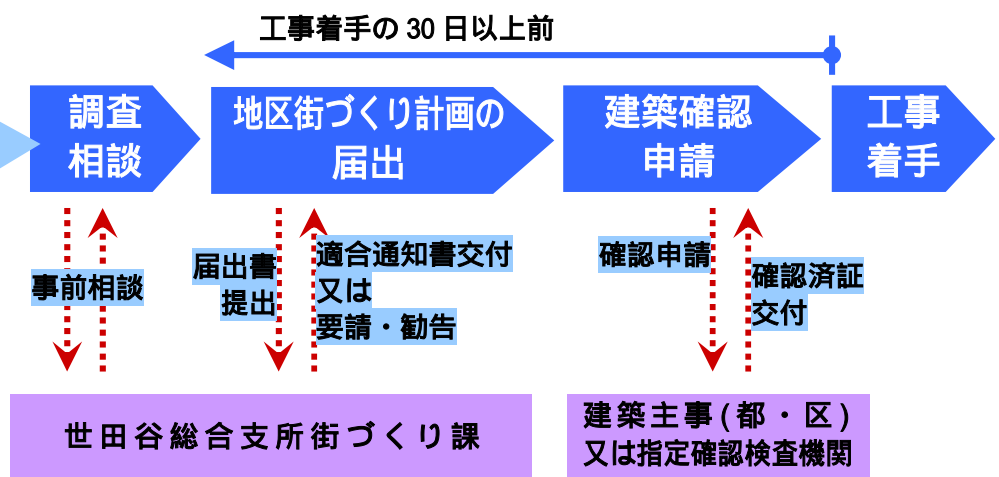 工事着手の30日以上前
調査
相談
地区街づくり計画の
届出
建築確認
申請
工事
着手
事前相談
届出書
提出
適合通知書交付
又は
要請・勧告
確認申請
確認済証
交付
世田谷総合支所街づくり課
建築主事(都・区)
又は指定確認検査機関